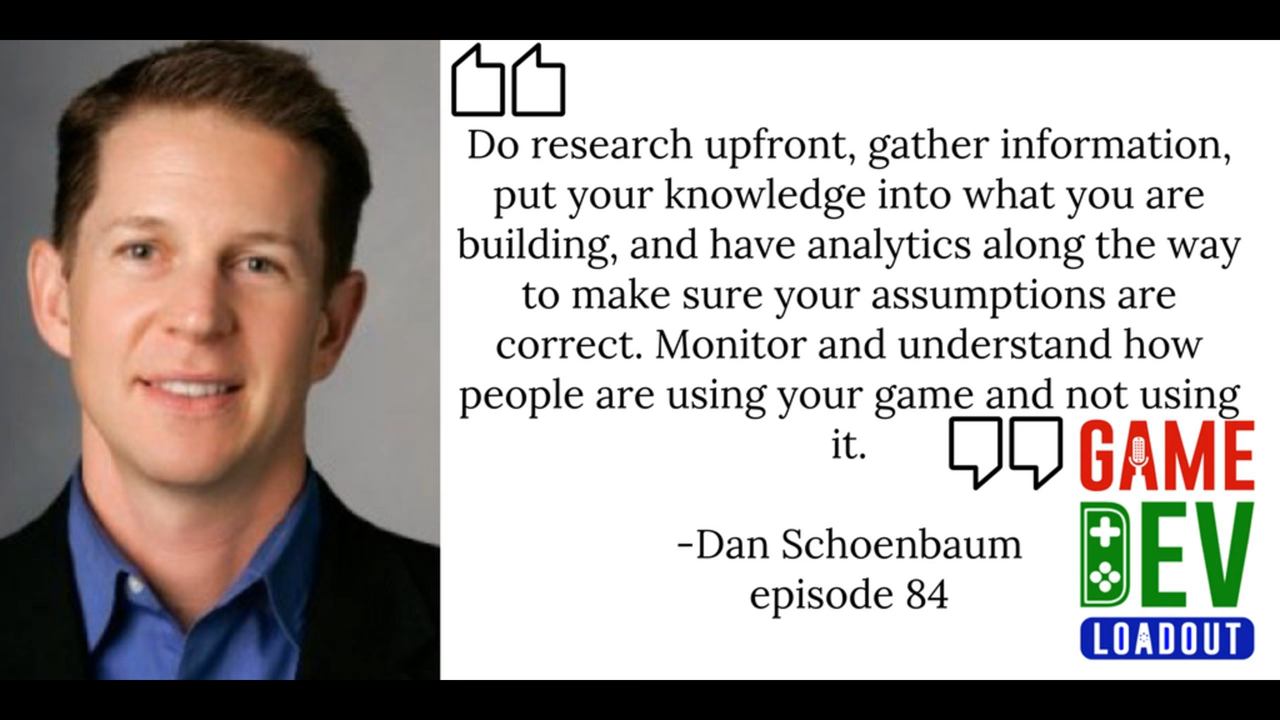 Do research upfront, gather information,
put your knowledge into what you are
building, and have analytics along the way
to make sure your assumptions are
correct. Monitor and understand how
people are using your game and not using
it.
-Dan Schoenbaum
episode 84
GAME
DEV
LOADOUT